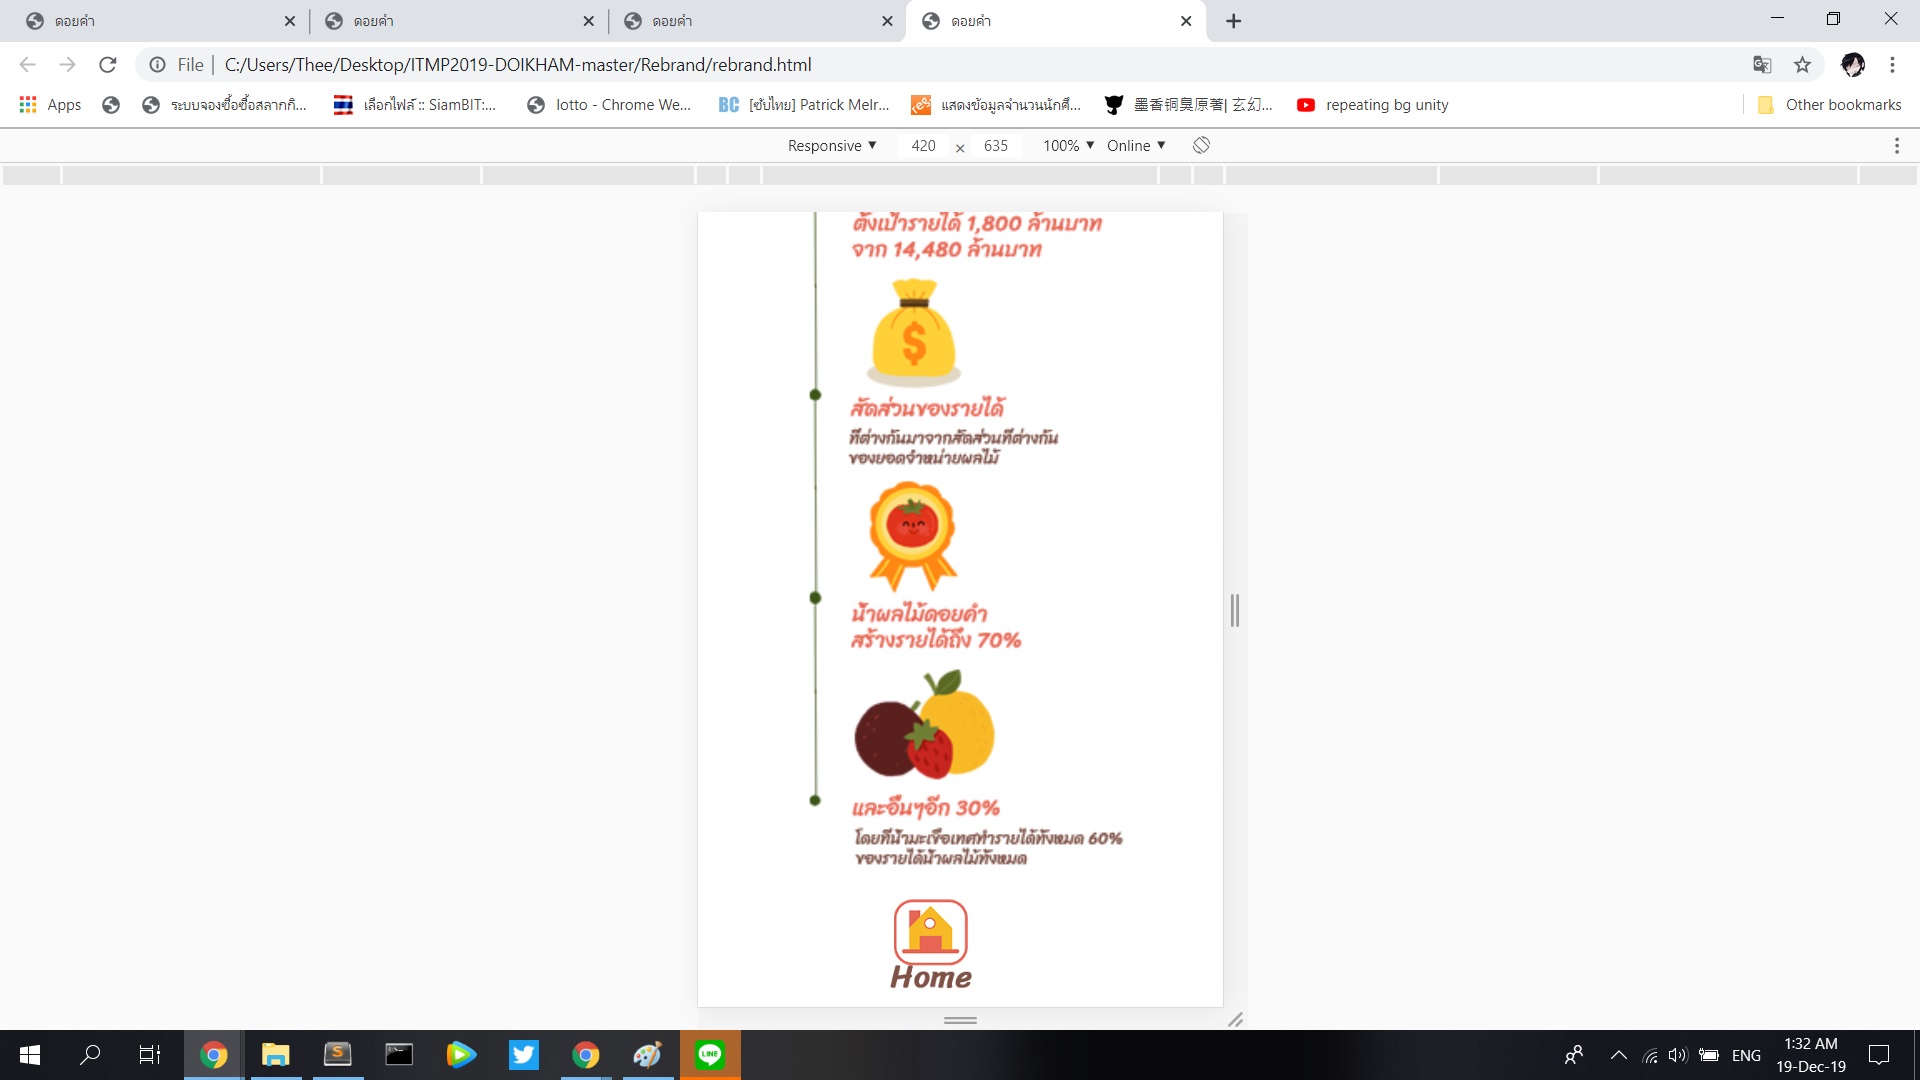 ดอยคำ
ดอยคำ
ดอยคำ
ดอยคำ
File
C:/Users/Thee/Desktop/ITMP2019-DOIKHAM-master/Rebrand/rebrand.html
Apps
ระบบจองซื้อซื้อสลากกิ...
เลือกไฟล์ :: SiamBIT:...
lotto - Chrome We...
BC
[ซับไทย] Patrick Melr...
reg
แสดงข้อมูลจำนวนนักศึ...
墨香铜臭原著| 玄幻...
repeating bg unity
Other bookmarks
Responsive
420 × 635
100%
Online
ตั้งเป้ารายได้ 1,800 ล้านบาท
จาก 14,480 ล้านบาท
$
สัดส่วนของรายได้
ที่ต่างกันมาจากสัดส่วนที่ต่างกัน
ของยอดจำหน่ายผลไม้
น้ำผลไม้ดอยคำ
สร้างรายได้ถึง 70%
และอื่นๆอีก 30%
โดยที่น้ำมะเขือเทศทำรายได้ทั้งหมด 60%
ของรายได้น้ำผลไม้ทั้งหมด
Home
S
LINE
ENG
1:32 AM
19-Dec-19